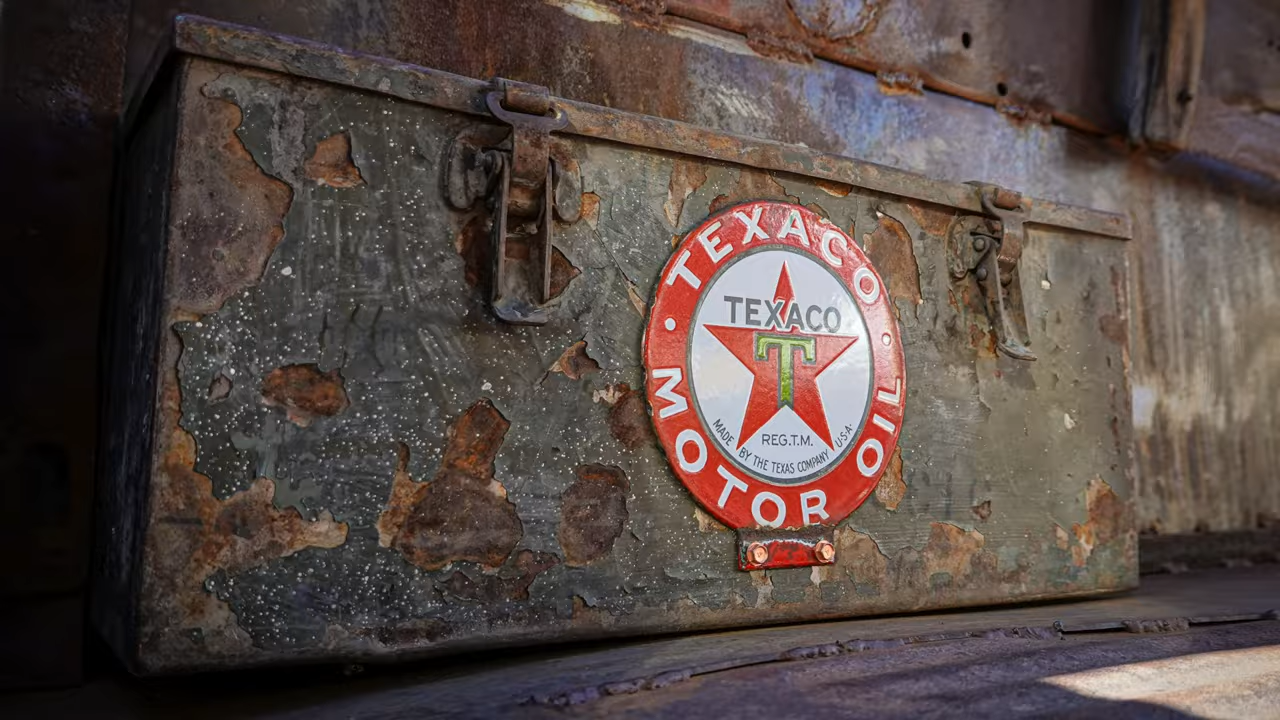 TEXACO
MOTOR OIL
TEXACO
T
REG.T.M.
MADE BY THE TEXAS COMPANY U.S.A.